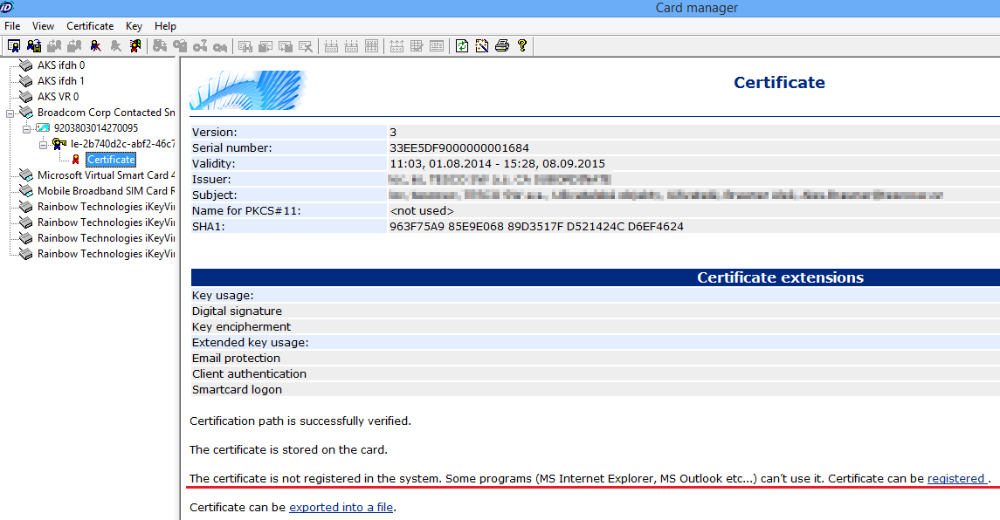 iD
Card manager
File View Certificate Key Help
AKS ifdh 0
AKS ifdh 1
AKS VR 0
Broadcom Corp Contacted Sn
9203803014270095
le-2b740d2c-abf2-46c7
Certificate
Microsoft Virtual Smart Card 4
Mobile Broadband SIM Card R
Rainbow Technologies iKeyVir
Rainbow Technologies iKeyVir
Rainbow Technologies iKeyVir
Rainbow Technologies iKeyVir
Certificate
Version: 3
Serial number: 33EE5DF9000000001684
Validity: 11:03, 01.08.2014 - 15:28, 08.09.2015
Issuer:
Subject:
Name for PKCS#11: <not used>
SHA1: 963F75A9 85E9E068 89D3517F D521424C D6EF4624
Certificate extensions
Key usage:
Digital signature
Key encipherment
Extended key usage:
Email protection
Client authentication
Smartcard logon
Certification path is successfully verified.
The certificate is stored on the card.
The certificate is not registered in the system. Some programs (MS Internet Explorer, MS Outlook etc...) can't use it. Certificate can be registered .
Certificate can be exported into a file.